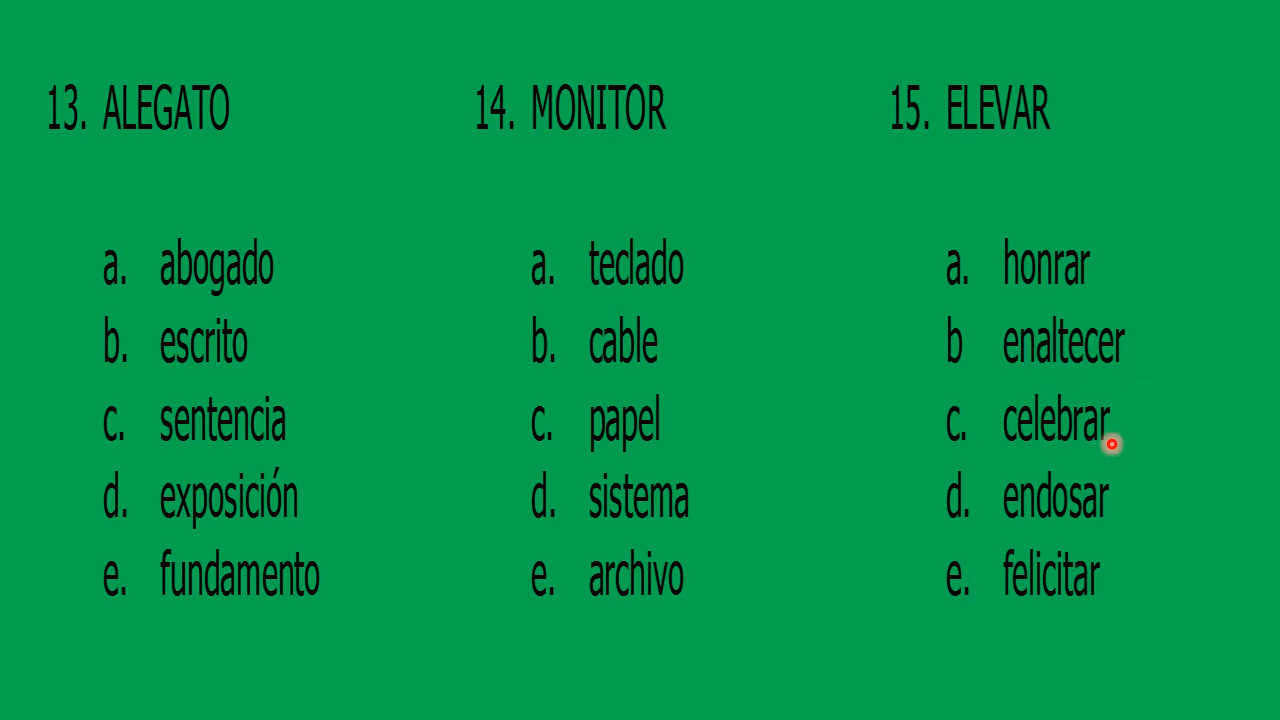 13. ALEGATO
a. abogado
b. escrito
c. sentencia
d. exposición
e. fundamento
14. MONITOR
a. teclado
b. cable
c. papel
d. sistema
e. archivo
15. ELEVAR
a. honrar
b enaltecer
c. celebrar
d. endosar
e. felicitar